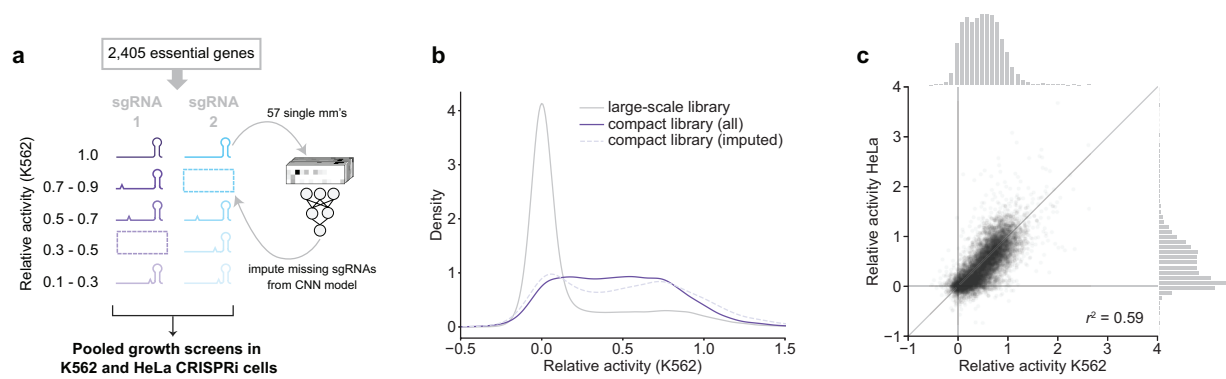 a
2,405 essential genes
sgRNA
1
sgRNA
2
57 single mm's
Relative activity (K562)
1.0
0.7 - 0.9
0.5 - 0.7
0.3 - 0.5
0.1 - 0.3
impute missing sgRNAs
from CNN model
Pooled growth screens in
K562 and HeLa CRISPRi cells
b
large-scale library
compact library (all)
compact library (imputed)
Density
4
3
2
1
0
−0.5
0.0
0.5
1.0
1.5
Relative activity (K562)
c
Relative activity HeLa
4
3
2
1
0
−1
r² = 0.59
−1
0
1
2
3
4
Relative activity K562